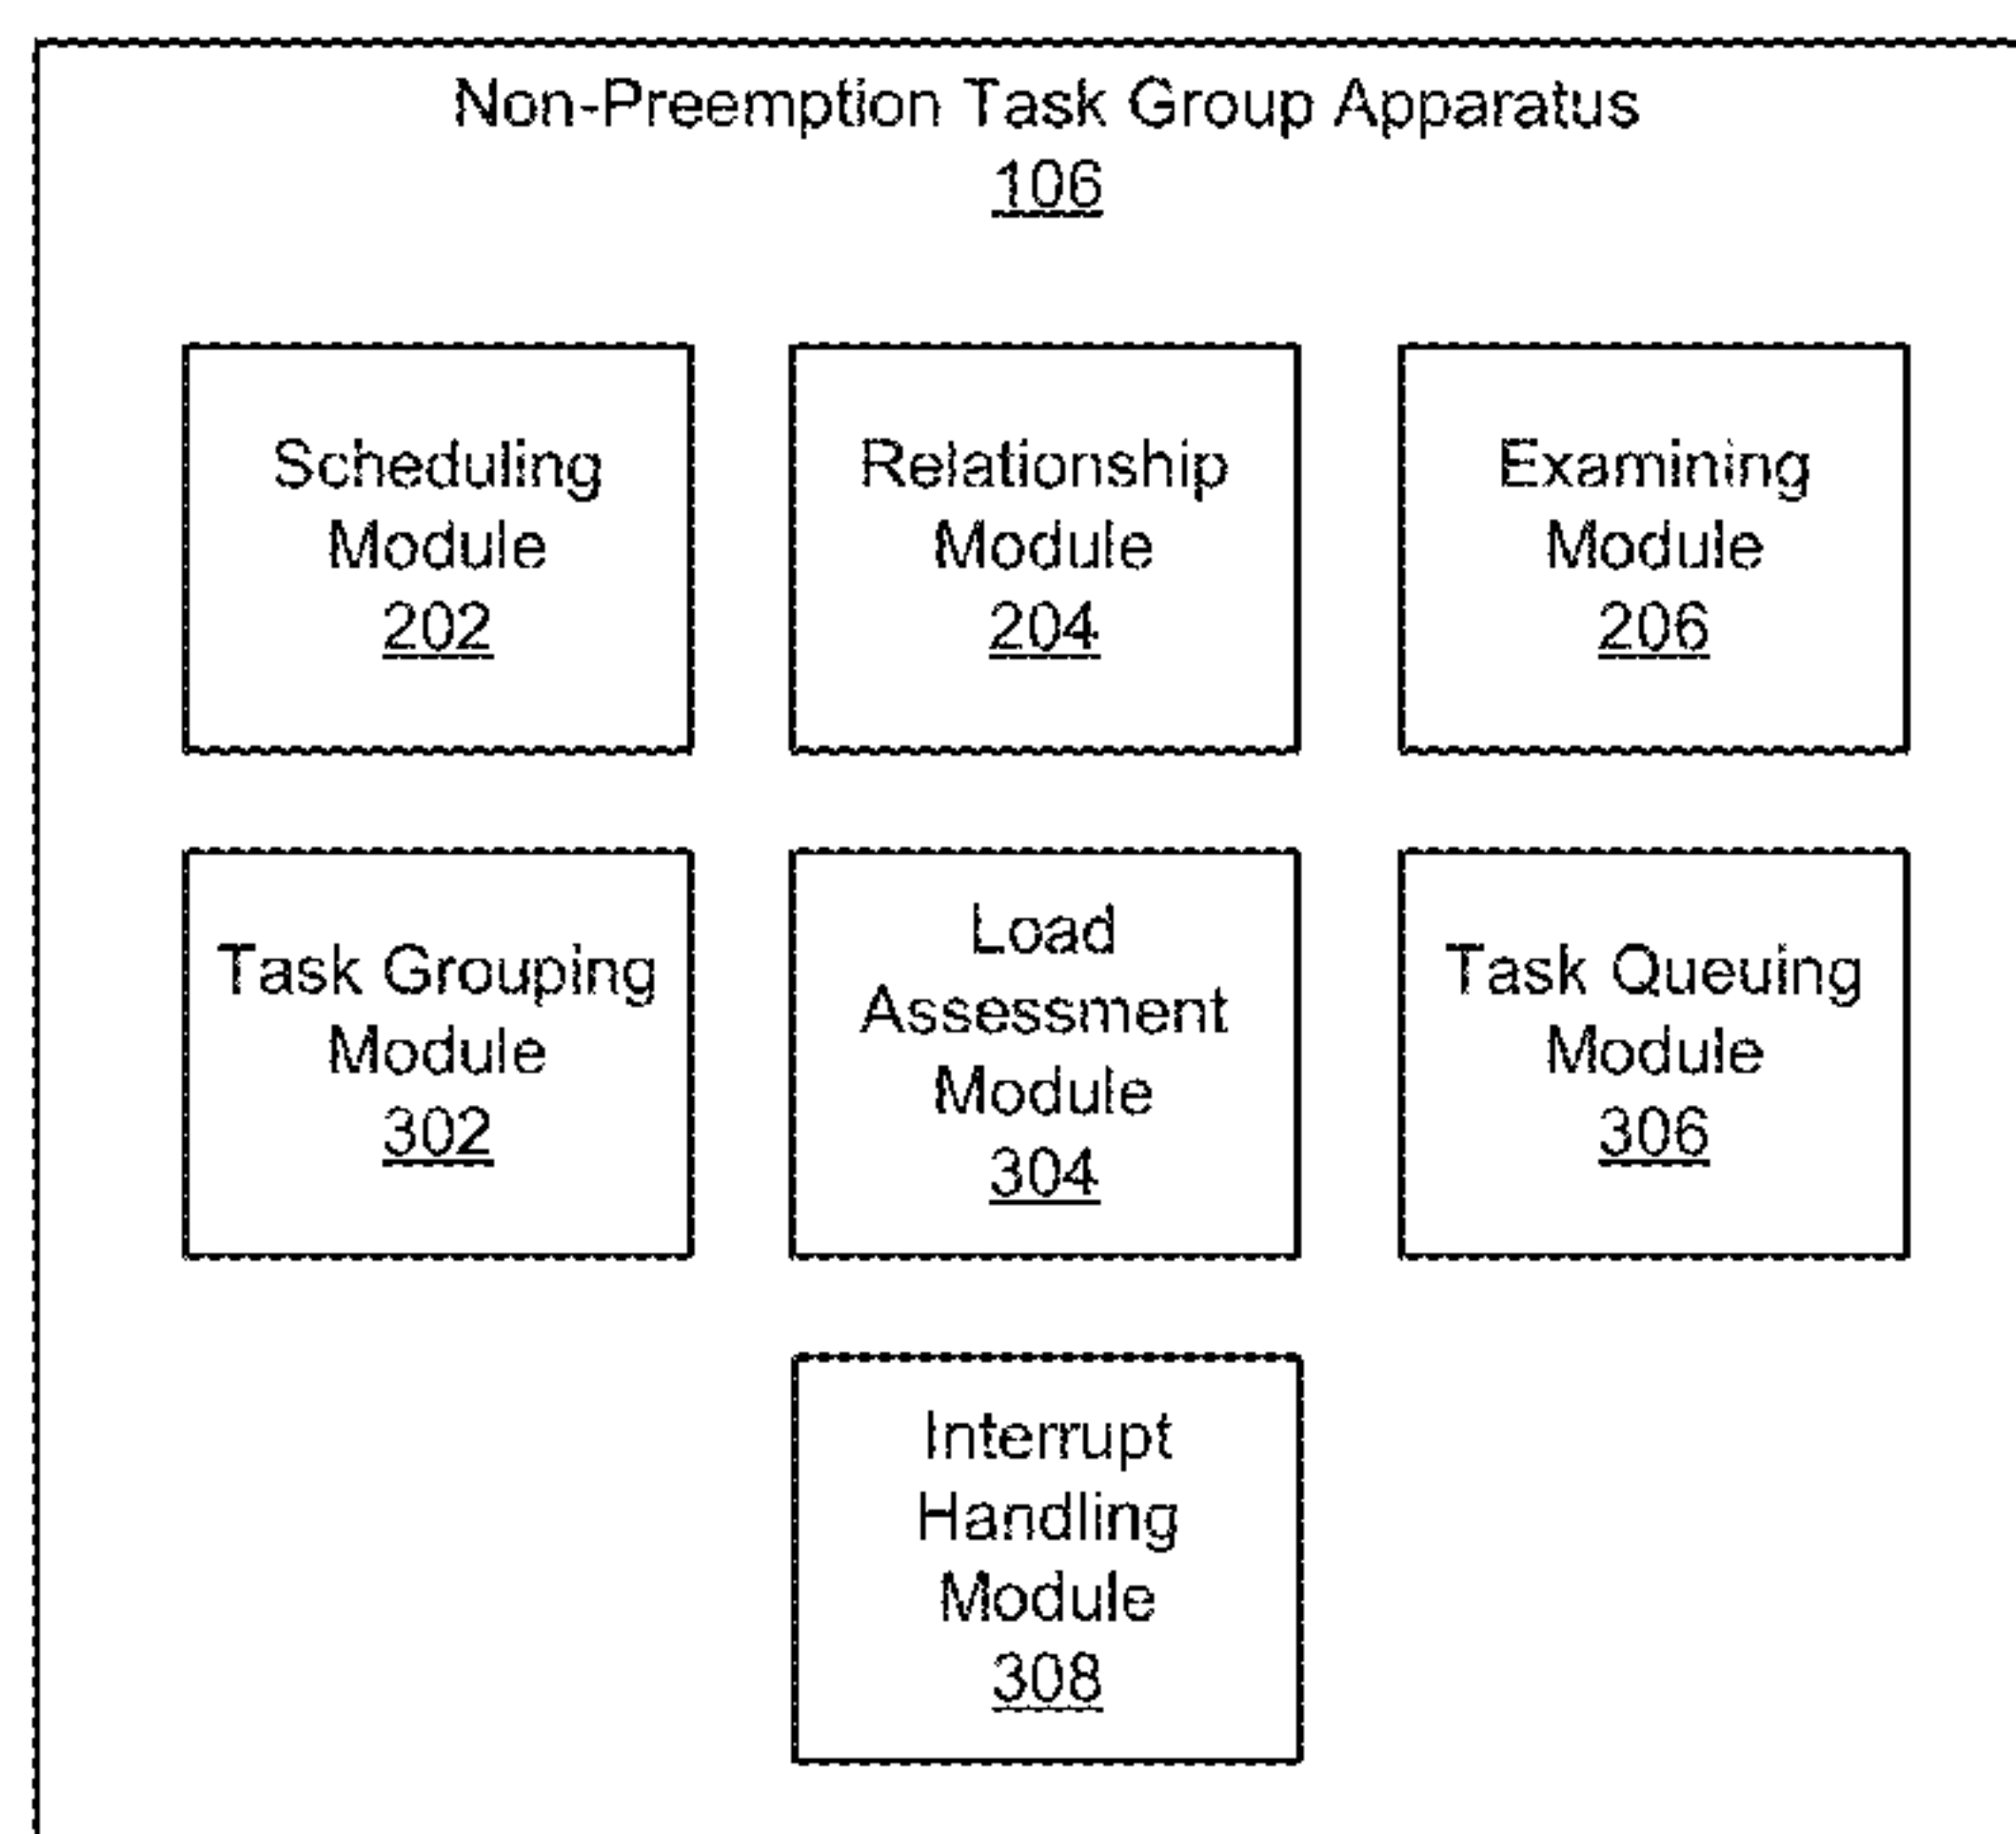 Non-Preemption Task Group Apparatus
106
Scheduling
Module
202
Relationship
Module
204
Examining
Module
206
Task Grouping
Module
302
Load
Assessment
Module
304
Task Queuing
Module
306
Interrupt
Handling
Module
308